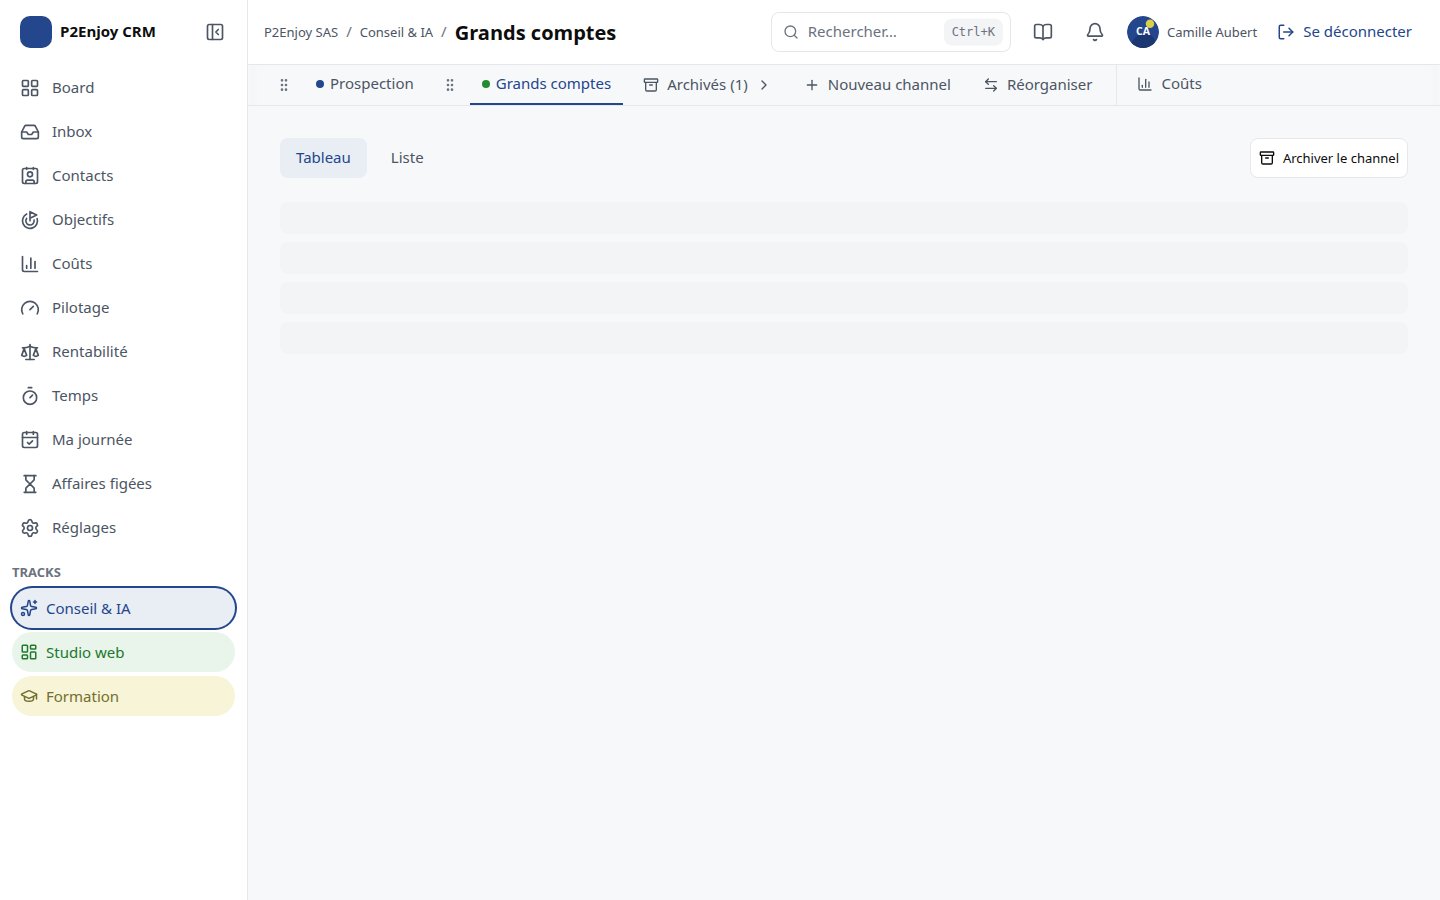 P2Enjoy CRM
P2Enjoy SAS / Conseil & IA / Grands comptes
Rechercher... Ctrl+K
CA Camille Aubert
Se déconnecter
Board
Inbox
Contacts
Objectifs
Coûts
Pilotage
Rentabilité
Temps
Ma journée
Affaires figées
Réglages
TRACKS
Conseil & IA
Studio web
Formation
Prospection
Grands comptes
Archivés (1)
Nouveau channel
Réorganiser
Coûts
Tableau
Liste
Archiver le channel